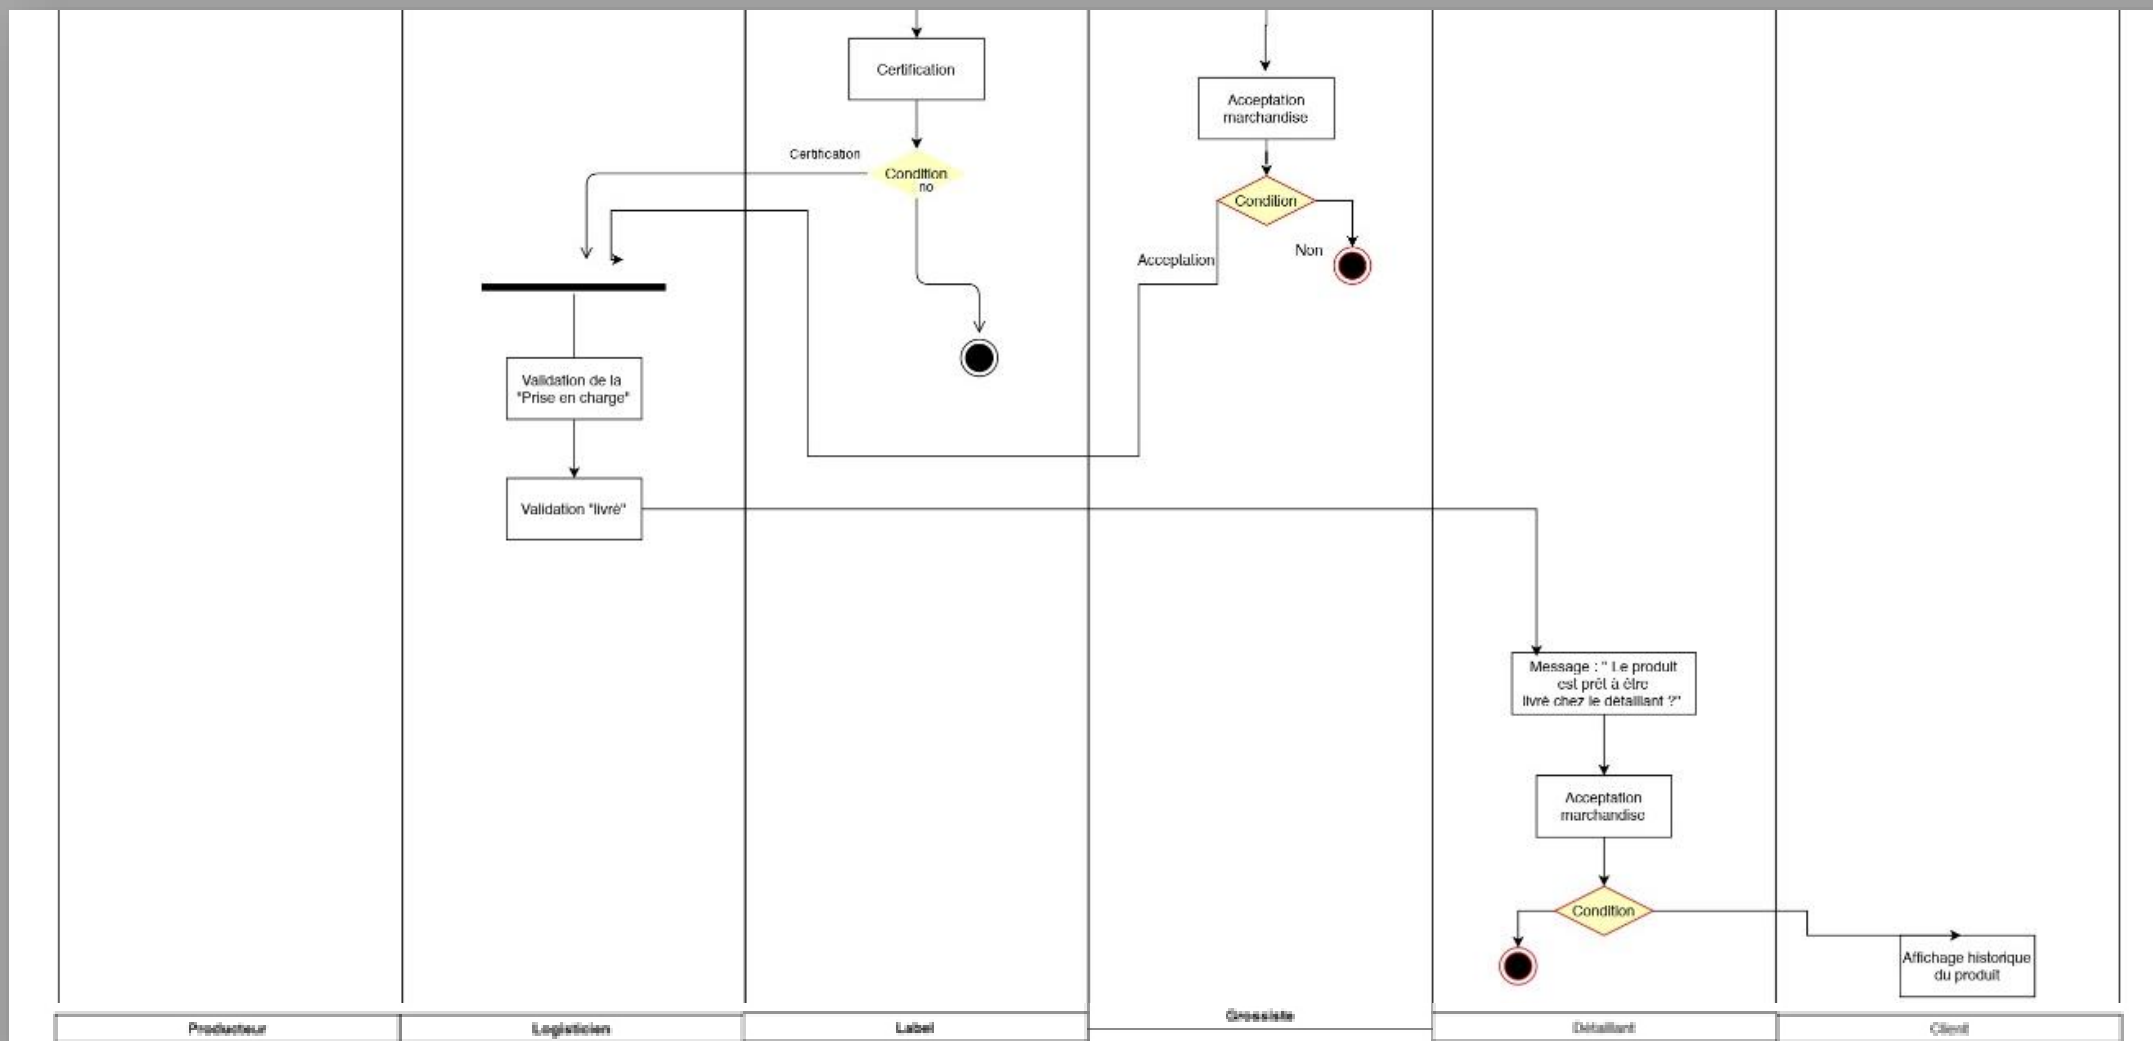 Certification
Acceptation
marchandise
Certification
Condition
no
Condition
Non
Acceptation
Validation de la
"Prise en charge"
Validation "livré"
Message : " Le produit
est prêt à être
livré chez le détaillant ?"
Acceptation
marchandise
Condition
Affichage historique
du produit
Producteur
Logisticien
Label
Grossiste
Détaillant
Client